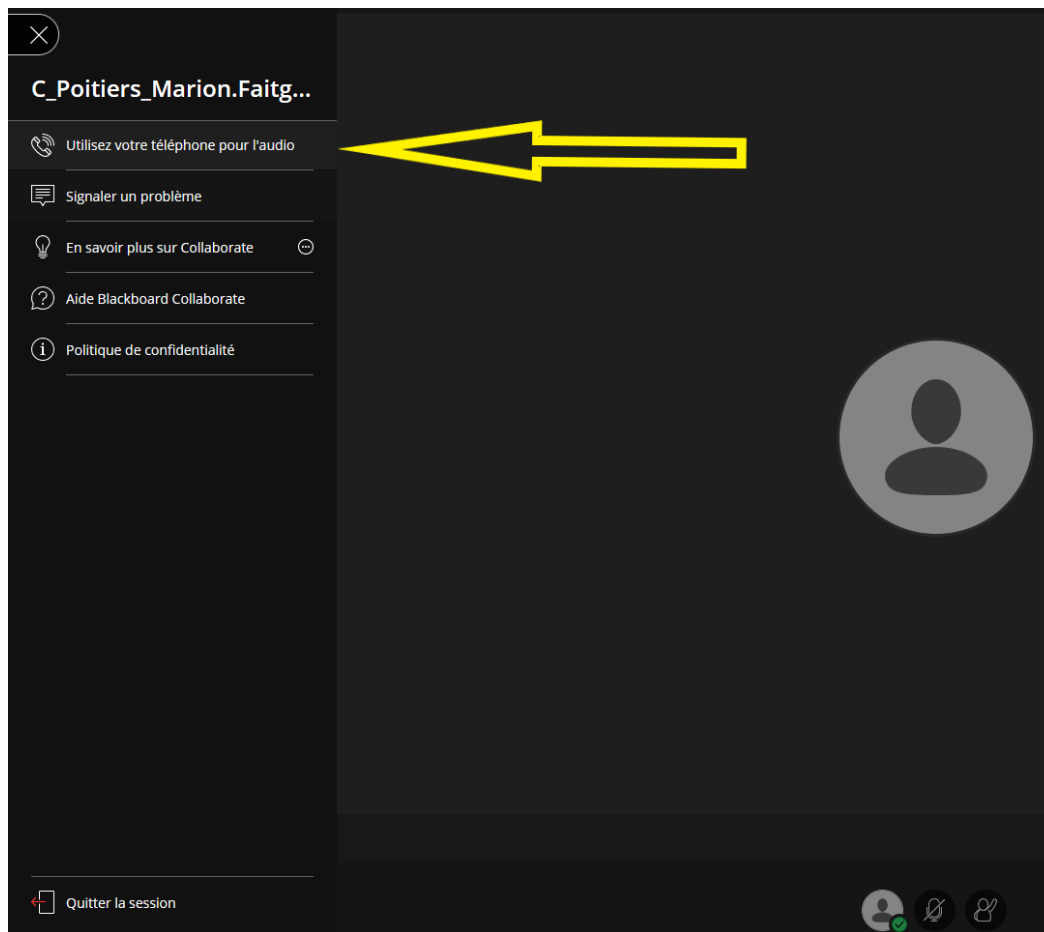 C_Poitiers_Marion.Faitg...
Utilisez votre téléphone pour l'audio
Signaler un problème
En savoir plus sur Collaborate
Aide Blackboard Collaborate
Politique de confidentialité
Quitter la session